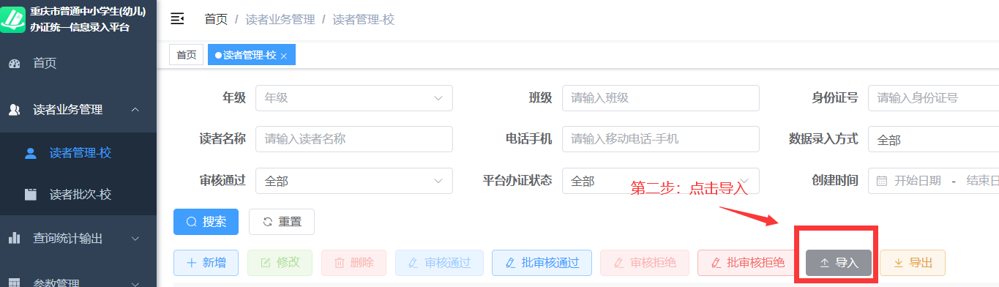 重庆市普通中小学生(幼儿)
办证统一信息录入平台
首页 / 读者业务管理 / 读者管理-校
首页
读者管理-校 ×
首页
读者业务管理
读者管理-校
读者批次-校
查询统计输出
参数管理
年级 年级
班级 请输入班级
身份证号 请输入身份证号
读者名称 请输入读者名称
电话手机 请输入移动电话-手机
数据录入方式 全部
审核通过 全部
平台办证状态 全部
创建时间 开始日期 - 结束日
第二步：点击导入
搜索 重置
新增 修改 删除 审核通过 批审核通过 审核拒绝 批审核拒绝 导入 导出